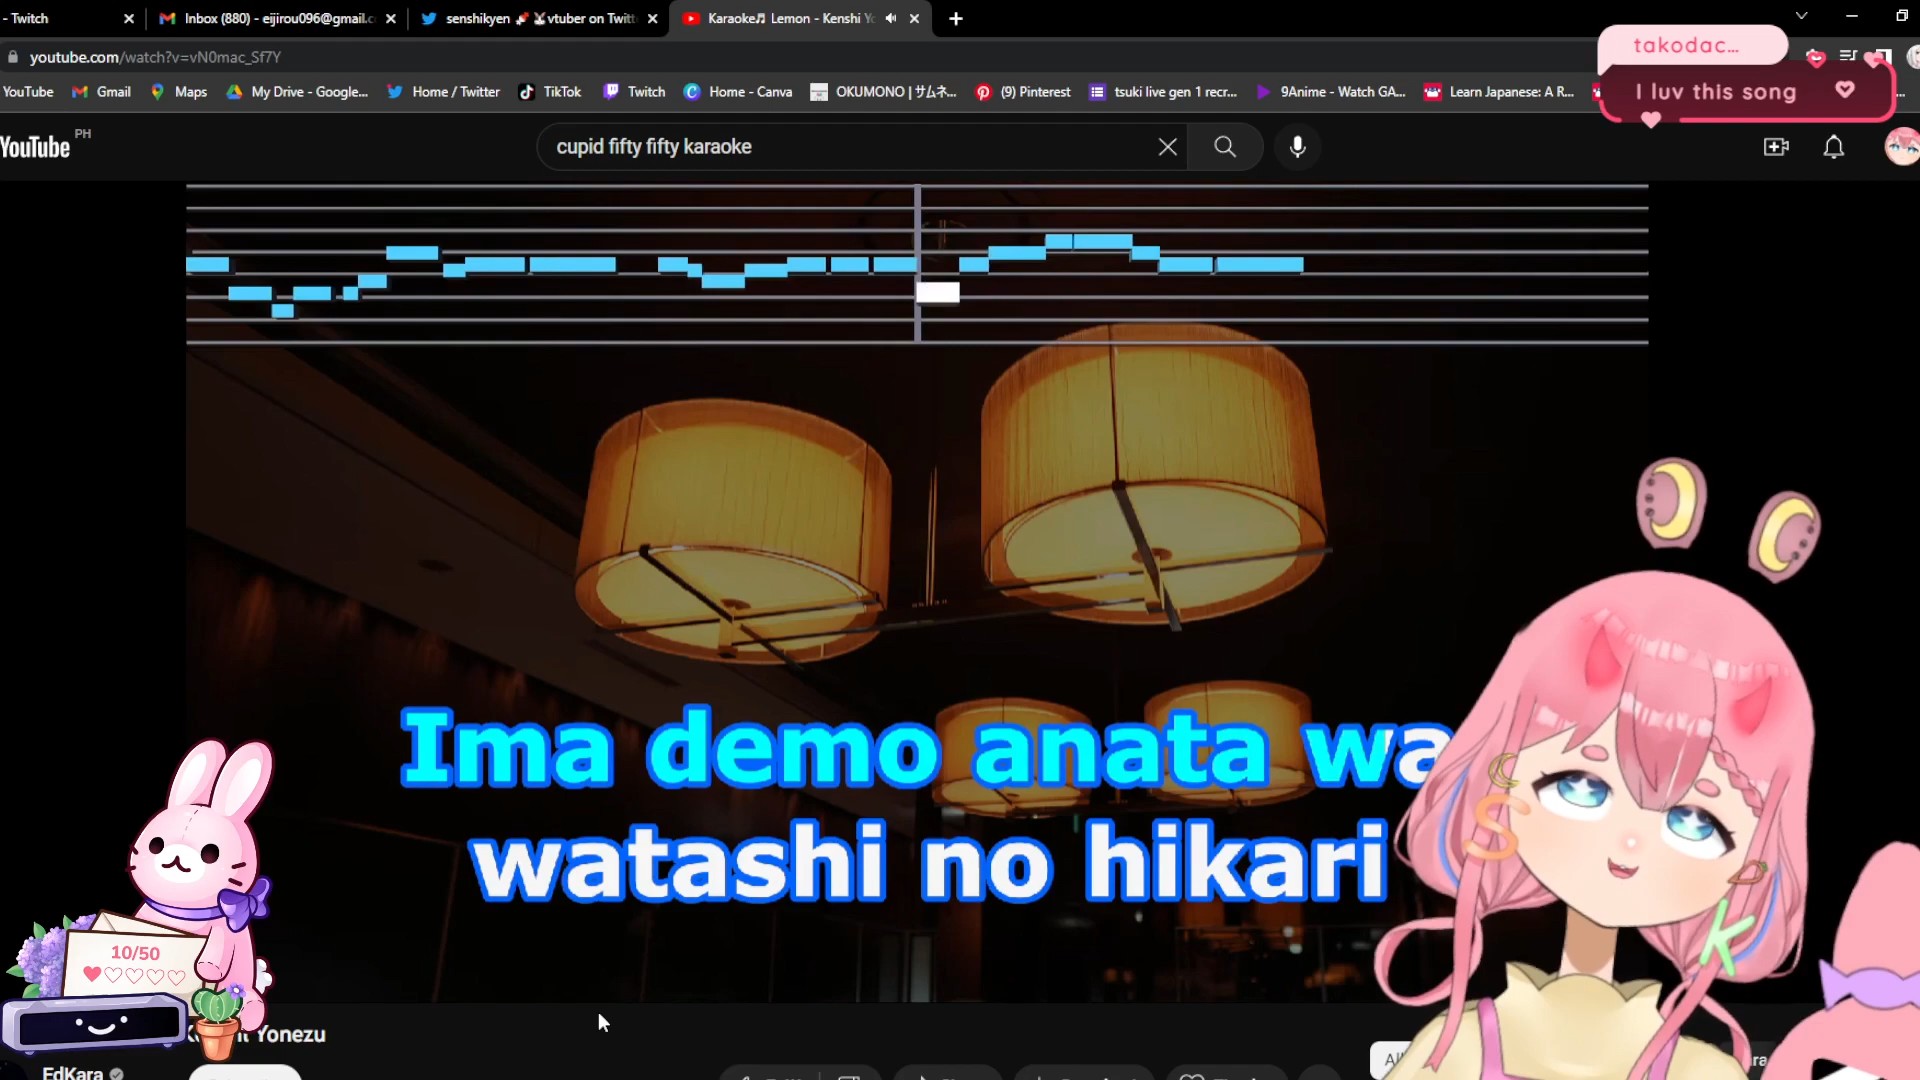 - Twitch
Inbox (880) - eijirou096@gmail.c
senshikyen
vtuber on Twitt
Karaoke♬ Lemon - Kenshi Yo
youtube.com/watch?v=vN0mac_Sf7Y
takodac...
I luv this song
YouTube
Gmail
Maps
My Drive - Google...
Home / Twitter
TikTok
Twitch
Home - Canva
OKUMONO | サムネ...
(9) Pinterest
tsuki live gen 1 recr...
9Anime - Watch GA...
Learn Japanese: A R...
YouTube PH
cupid fifty fifty karaoke
Ima demo anata wa
watashi no hikari
S
K
10/50
Yonezu
EdKara